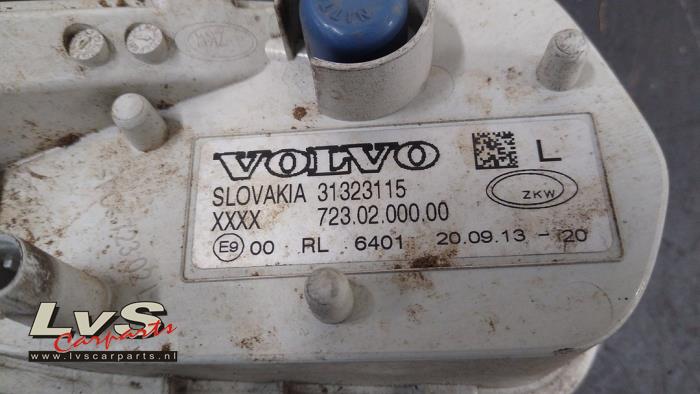 ZKW
VOLVO
L
SLOVAKIA 31323115
ZKW
XXXX 723.02.000.00
E9 00 RL 6401 20.09.13 - 20
LvS
Carparts
www.lvscarparts.nl